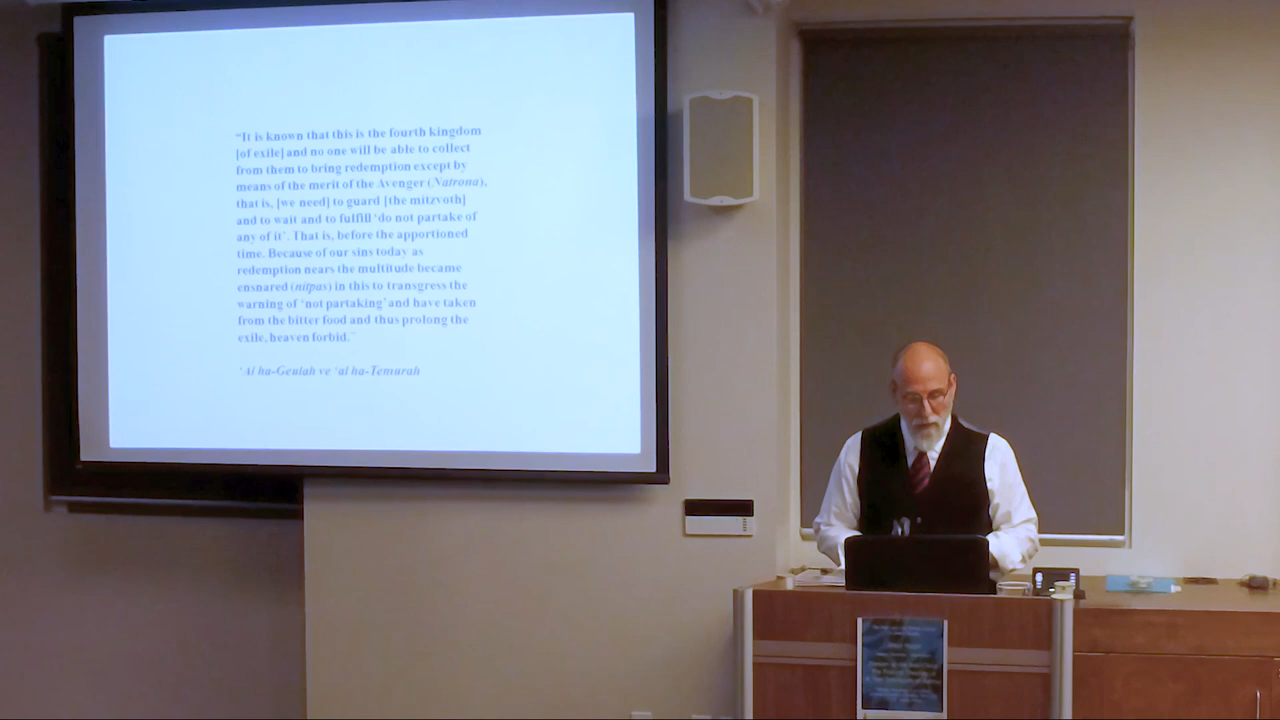 “It is known that this is the fourth kingdom
[of exile] and no one will be able to collect
from them to bring redemption except by
means of the merit of the Avenger (Natrona),
that is, [we need] to guard [the mitzvoth]
and to wait and to fulfill ‘do not partake of
any of it’. That is, before the apportioned
time. Because of our sins today as
redemption nears the multitude became
ensnared (nitpas) in this to transgress the
warning of ‘not partaking’ and have taken
from the bitter food and thus prolong the
exile, heaven forbid.”
‘Al ha-Geulah ve ‘al ha-Temurah